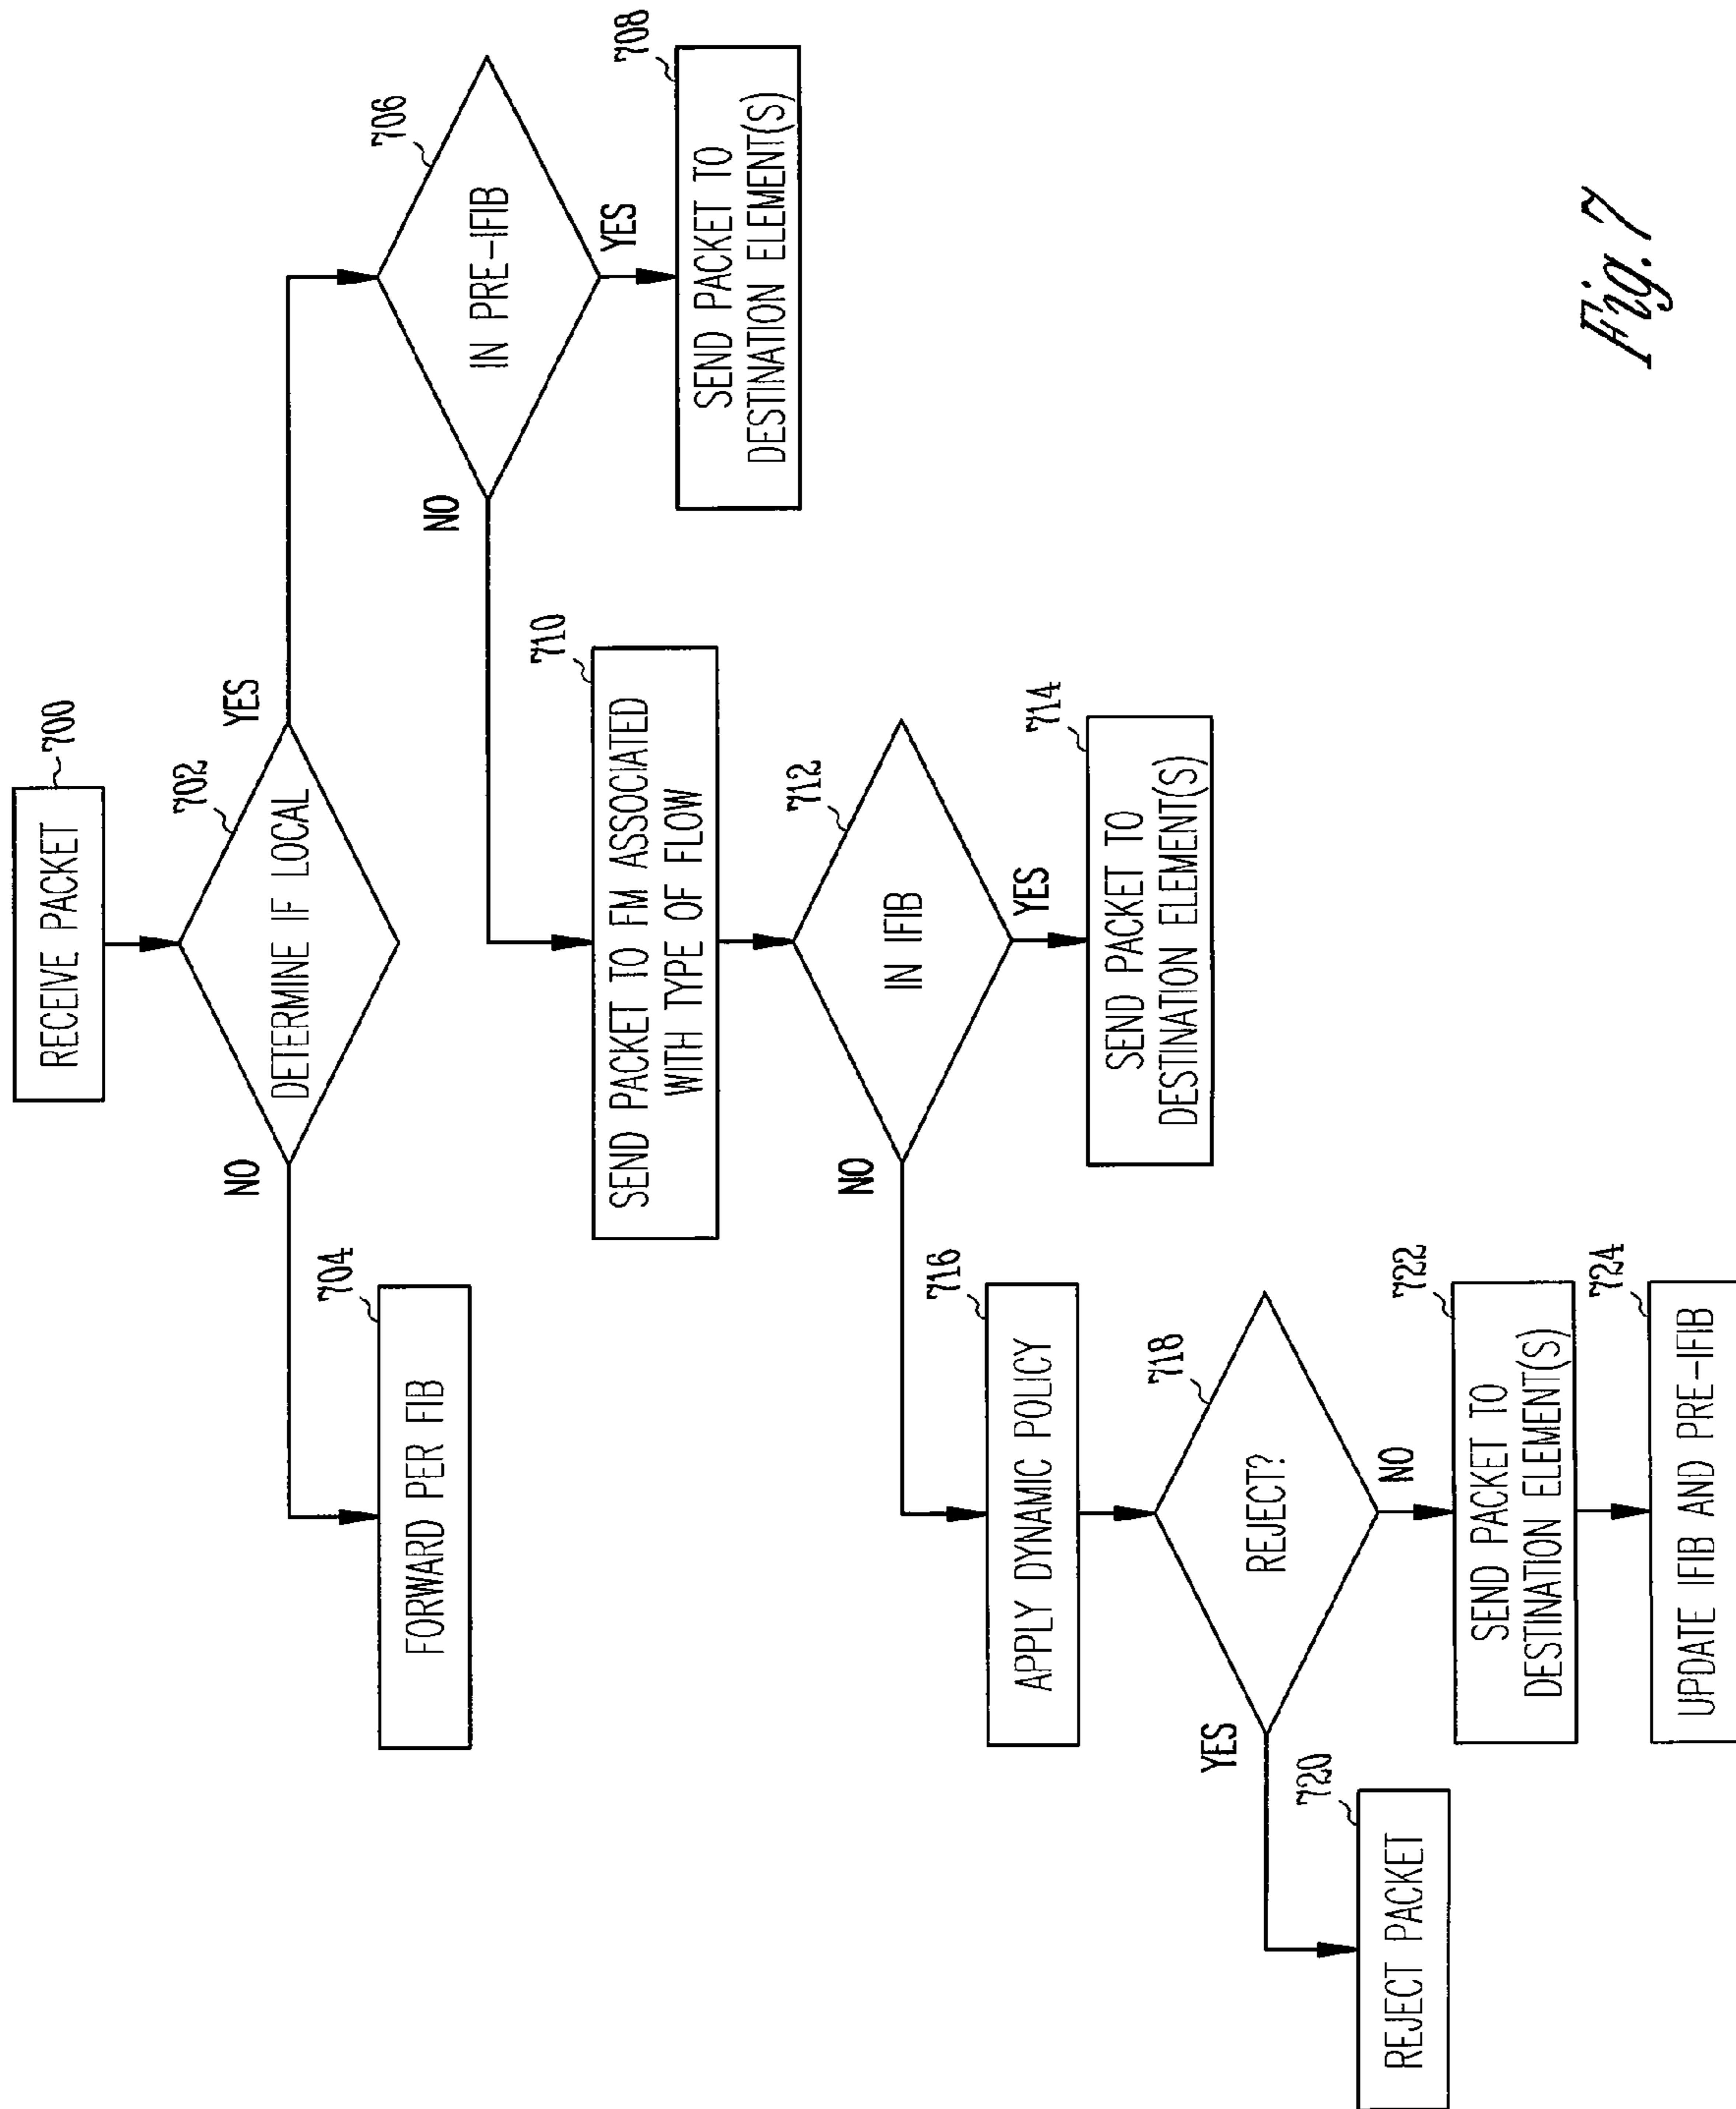 RECEIVE PACKET
700
702
DETERMINE IF LOCAL
NO
YES
704
FORWARD PER FIB
706
IN PRE-IFIB
NO
YES
708
SEND PACKET TO
DESTINATION ELEMENT(S)
710
SEND PACKET TO FM ASSOCIATED
WITH TYPE OF FLOW
712
IN IFIB
NO
YES
714
SEND PACKET TO
DESTINATION ELEMENT(S)
716
APPLY DYNAMIC POLICY
718
REJECT?
YES
NO
720
REJECT PACKET
722
SEND PACKET TO
DESTINATION ELEMENT(S)
724
UPDATE IFIB AND PRE-IFIB
Fig. 7